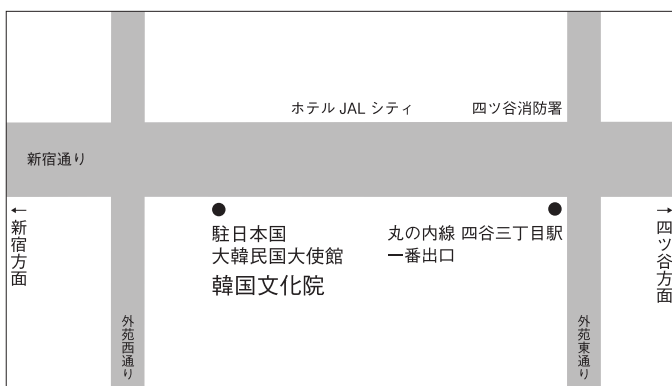 ホテル JAL シティ
四ツ谷消防署
新宿通り
←新宿方面
駐日本国
大韓民国大使館
韓国文化院
丸の内線 四谷三丁目駅
一番出口
→四ツ谷方面
外苑西通り
外苑東通り